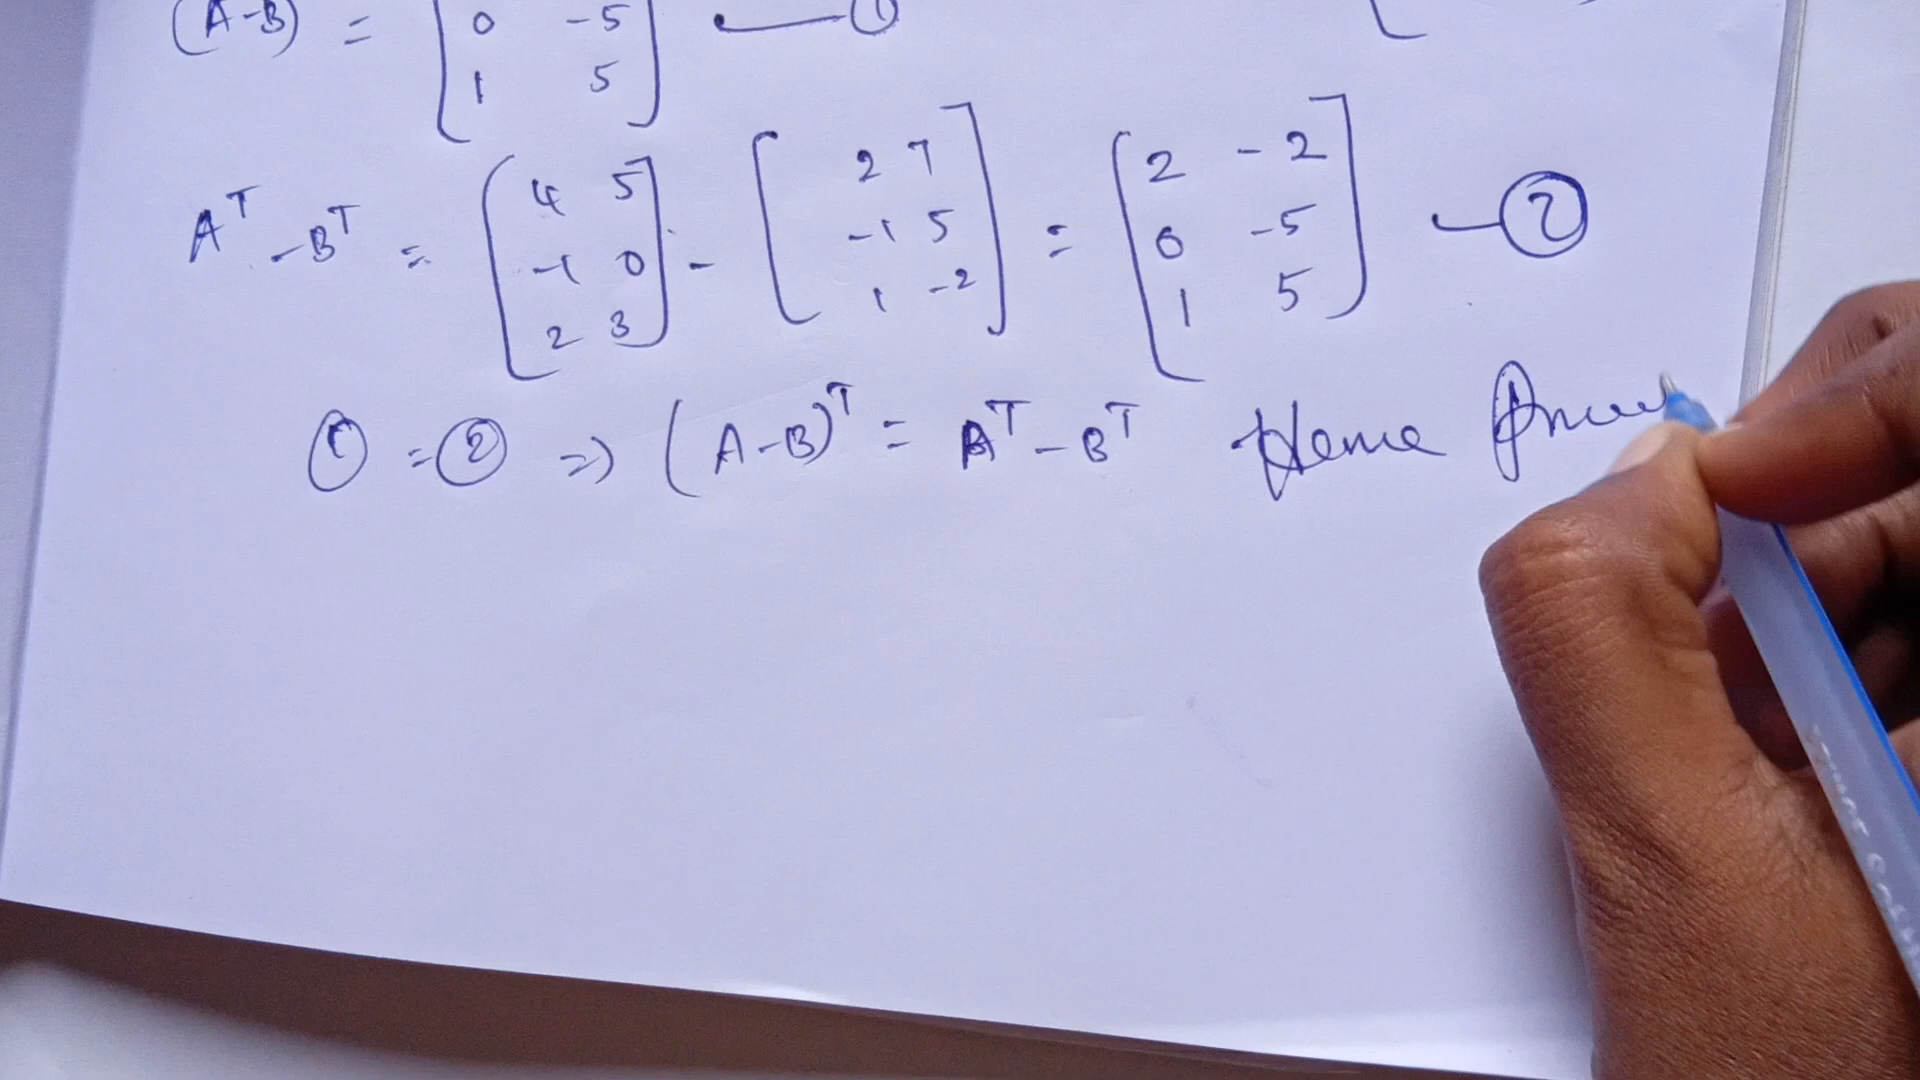 (A-B) = [0 -5
1 5] — ①
A^T - B^T = [4 5
-1 0
2 3] - [2 7
-1 5
1 -2] = [2 -2
0 -5
1 5] — ②
① = ② => (A-B)^T = A^T - B^T Hence